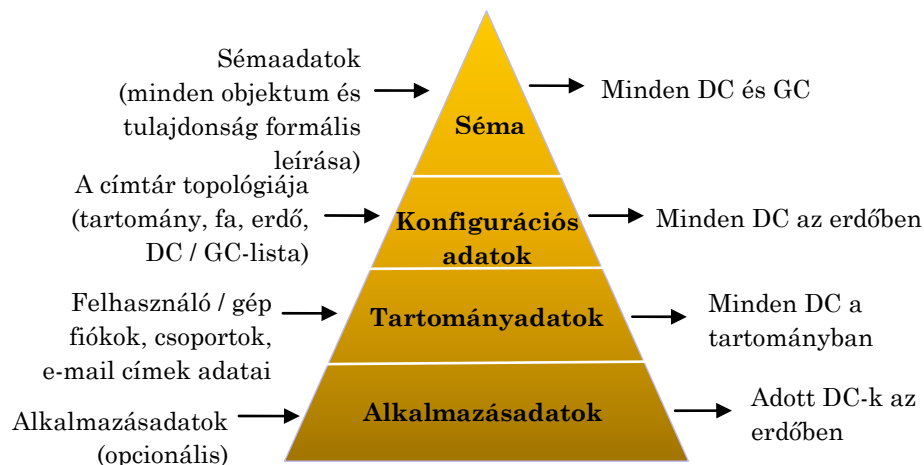 Sémaadatok
(minden objektum és
tulajdonság formális
leírása)
Séma
Minden DC és GC
A címtár topológiája
(tartomány, fa, erdő,
DC / GC-lista)
Konfigurációs
adatok
Minden DC az erdőben
Felhasználó / gép
fiókok, csoportok,
e-mail címek adatai
Tartományadatok
Minden DC a
tartományban
Alkalmazásadatok
(opcionális)
Alkalmazásadatok
Adott DC-k az
erdőben